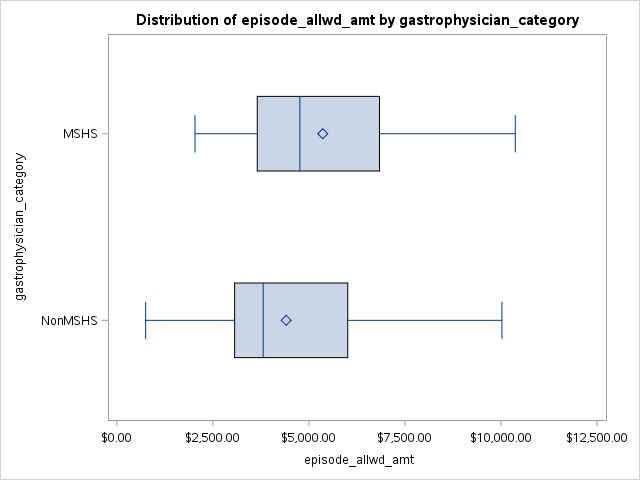 Distribution of episode_allwd_amt by gastrophysician_category
gastrophysician_category
MSHS
NonMSHS
$0.00 $2,500.00 $5,000.00 $7,500.00 $10,000.00 $12,500.00
episode_allwd_amt